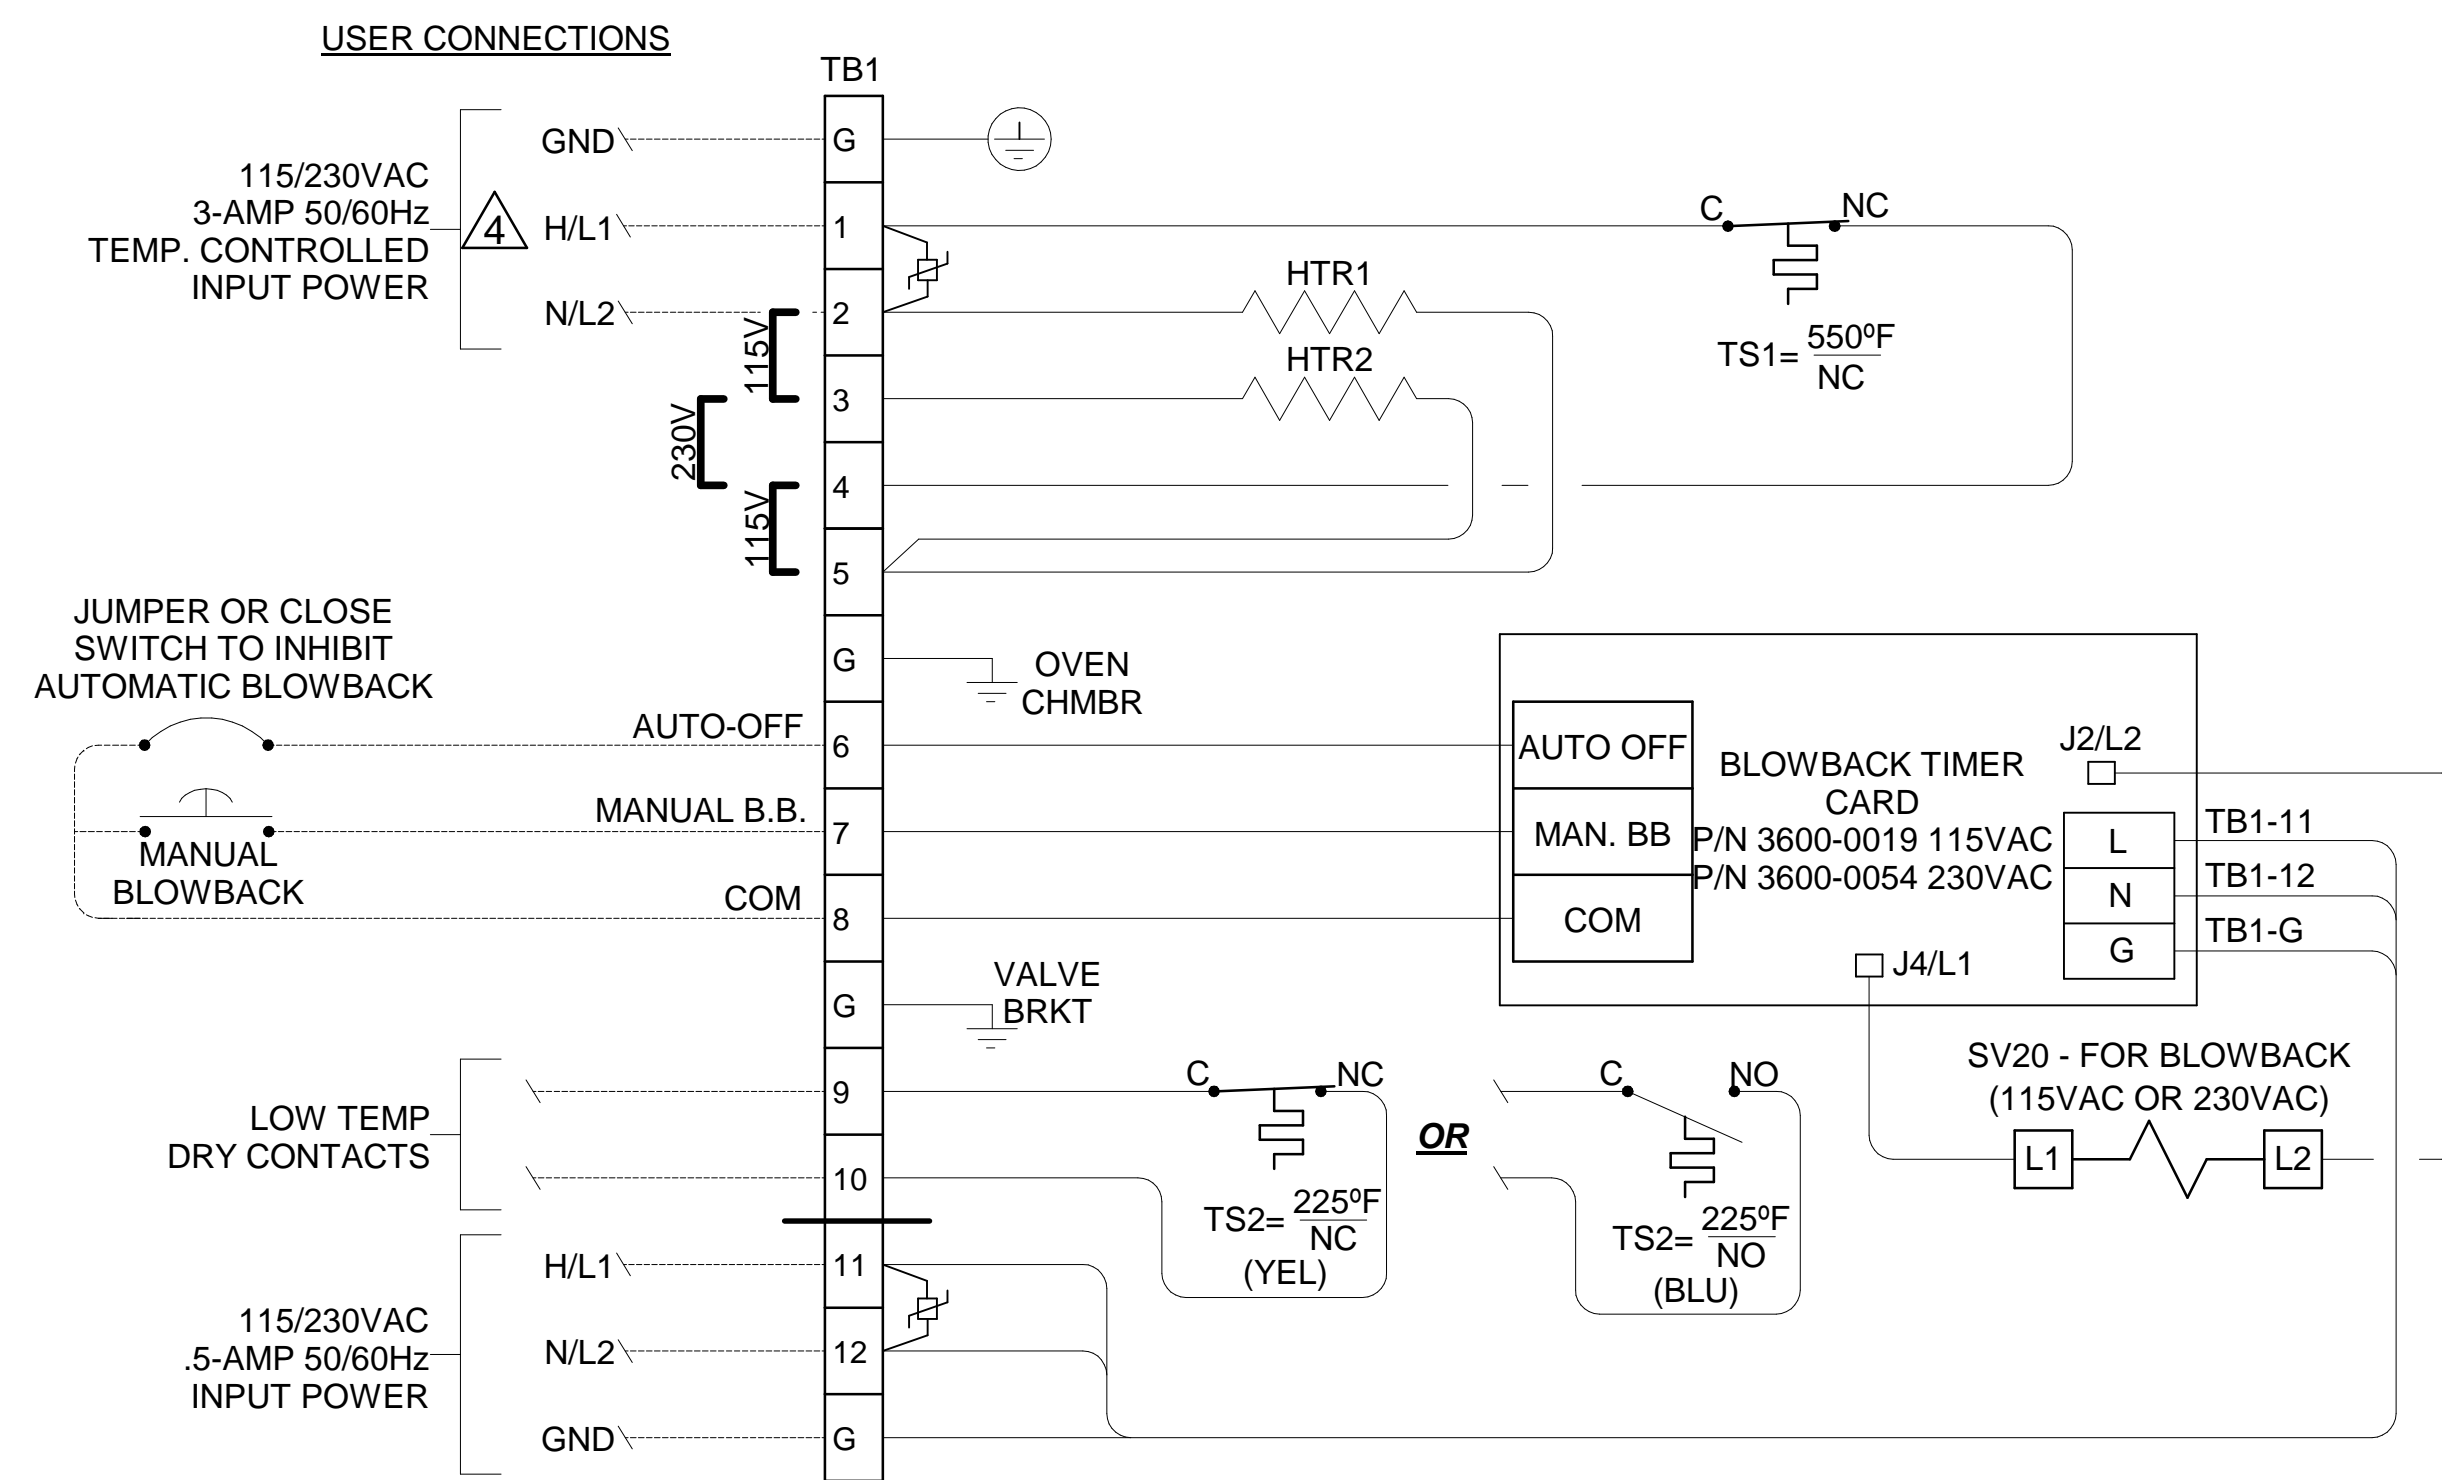 USER CONNECTIONS
TB1
115/230VAC
3-AMP 50/60Hz
TEMP. CONTROLLED
INPUT POWER
4
GND
H/L1
N/L2
G
1
2
3
4
5
G
6
7
8
G
9
10
11
12
G
115V
230V
115V
C
NC
TS1= 550ºF
NC
HTR1
HTR2
JUMPER OR CLOSE
SWITCH TO INHIBIT
AUTOMATIC BLOWBACK
AUTO-OFF
MANUAL B.B.
MANUAL
BLOWBACK
COM
OVEN
CHMBR
AUTO OFF
MAN. BB
COM
BLOWBACK TIMER
CARD
P/N 3600-0019 115VAC
P/N 3600-0054 230VAC
J2/L2
L
N
G
TB1-11
TB1-12
TB1-G
J4/L1
VALVE
BRKT
LOW TEMP
DRY CONTACTS
C
NC
TS2= 225ºF
NC
(YEL)
OR
C
NO
TS2= 225ºF
NO
(BLU)
SV20 - FOR BLOWBACK
(115VAC OR 230VAC)
L1
L2
115/230VAC
.5-AMP 50/60Hz
INPUT POWER
H/L1
N/L2
GND